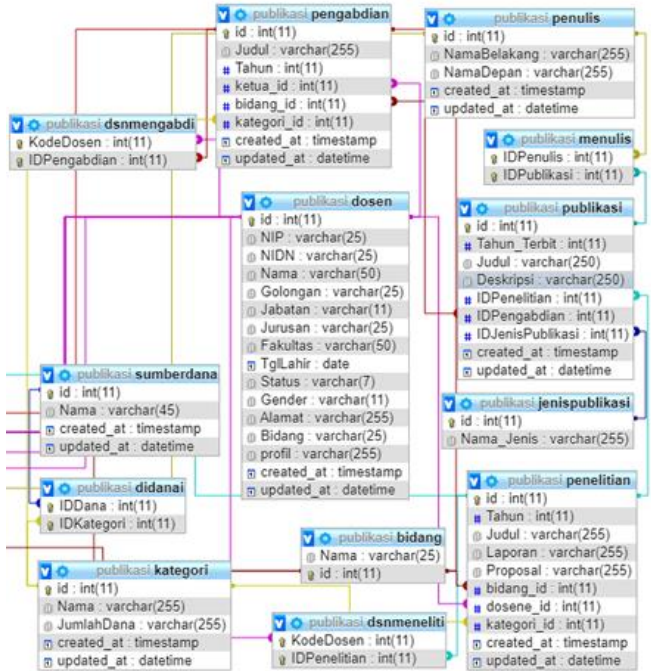 publikasi pengabdian
id : int(11)
Judul : varchar(255)
Tahun : int(11)
ketua_id : int(11)
bidang_id : int(11)
kategori_id : int(11)
created_at : timestamp
updated_at : datetime
publikasi penulis
id : int(11)
NamaBelakang : varchar(255)
NamaDepan : varchar(255)
created_at : timestamp
updated_at : datetime
publikasi dsnmengabdi
KodeDosen : int(11)
IDPengabdian : int(11)
publikasi menulis
IDPenulis : int(11)
IDPublikasi : int(11)
publikasi dosen
id : int(11)
NIP : varchar(25)
NIDN : varchar(25)
Nama : varchar(50)
Golongan : varchar(25)
Jabatan : varchar(11)
Jurusan : varchar(25)
Fakultas : varchar(50)
TglLahir : date
Status : varchar(7)
Gender : varchar(11)
Alamat : varchar(255)
Bidang : varchar(25)
profil : varchar(255)
created_at : timestamp
updated_at : datetime
publikasi publikasi
id : int(11)
Tahun_Terbit : int(11)
Judul : varchar(250)
Deskripsi : varchar(250)
IDPenelitian : int(11)
IDPengabdian : int(11)
IDJenisPublikasi : int(11)
created_at : timestamp
updated_at : datetime
publikasi sumberdana
id : int(11)
Nama : varchar(45)
created_at : timestamp
updated_at : datetime
publikasi jenispublikasi
id : int(11)
Nama_Jenis : varchar(255)
publikasi didanai
IDDana : int(11)
IDKategori : int(11)
publikasi penelitian
id : int(11)
Tahun : int(11)
Judul : varchar(255)
Laporan : varchar(255)
Proposal : varchar(255)
bidang_id : int(11)
dosene_id : int(11)
kategori_id : int(11)
created_at : timestamp
updated_at : datetime
publikasi bidang
Nama : varchar(25)
id : int(11)
publikasi kategori
id : int(11)
Nama : varchar(255)
JumlahDana : varchar(255)
created_at : timestamp
updated_at : datetime
publikasi dsnmeneliti
KodeDosen : int(11)
IDPenelitian : int(11)